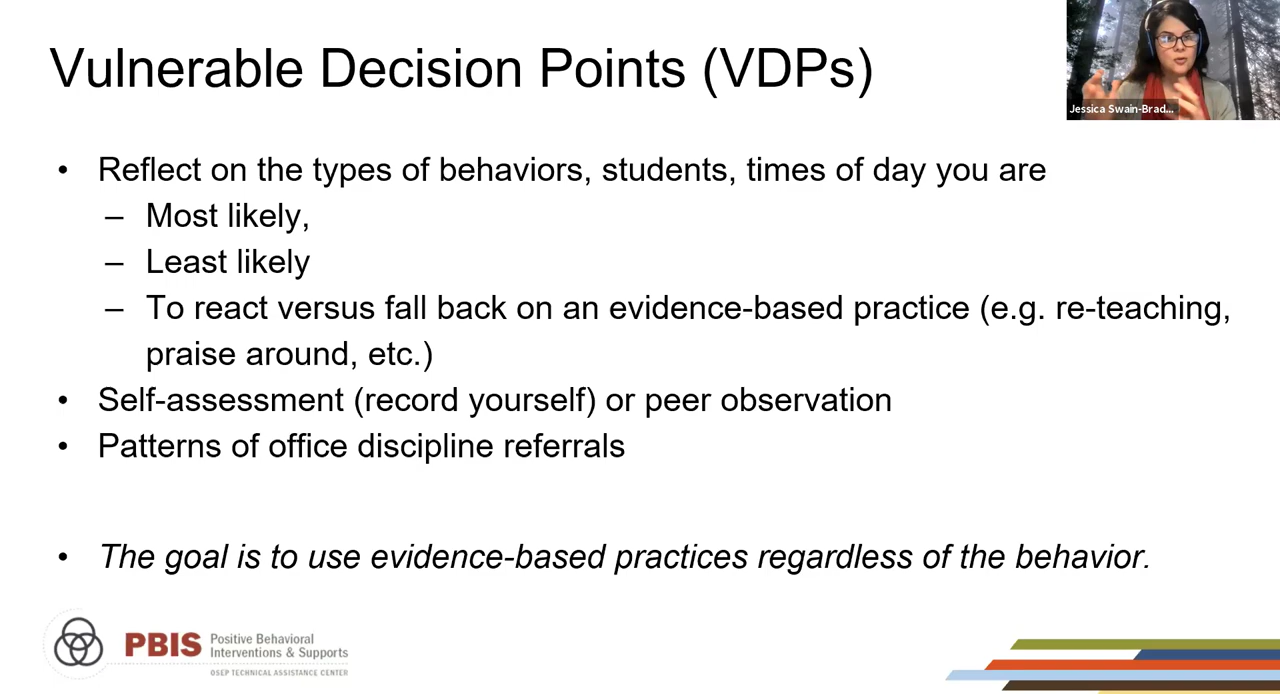 Vulnerable Decision Points (VDPs)
Jessica Swain-Brad...
• Reflect on the types of behaviors, students, times of day you are
– Most likely,
– Least likely
– To react versus fall back on an evidence-based practice (e.g. re-teaching,
praise around, etc.)
• Self-assessment (record yourself) or peer observation
• Patterns of office discipline referrals
• The goal is to use evidence-based practices regardless of the behavior.
PBIS Positive Behavioral
Interventions & Supports
OSEP TECHNICAL ASSISTANCE CENTER